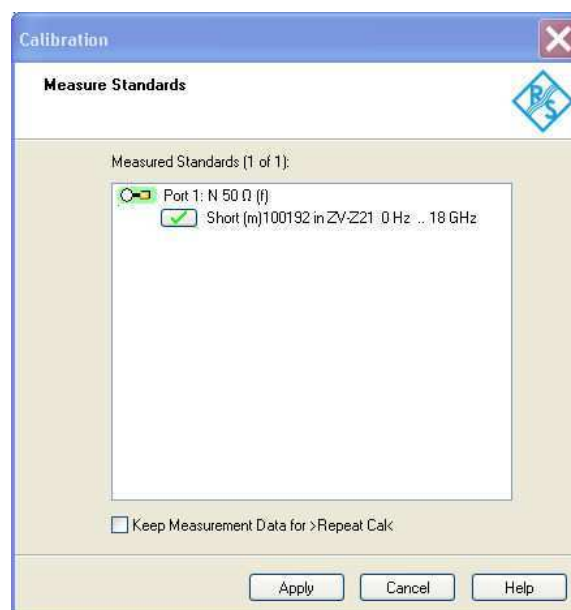 Calibration
Measure Standards
R
S
Measured Standards (1 of 1):
Port 1: N 50 Ω (f)
Short (m)100192 in ZV-Z21 0 Hz .. 18 GHz
Keep Measurement Data for >Repeat Cal<
Apply Cancel Help